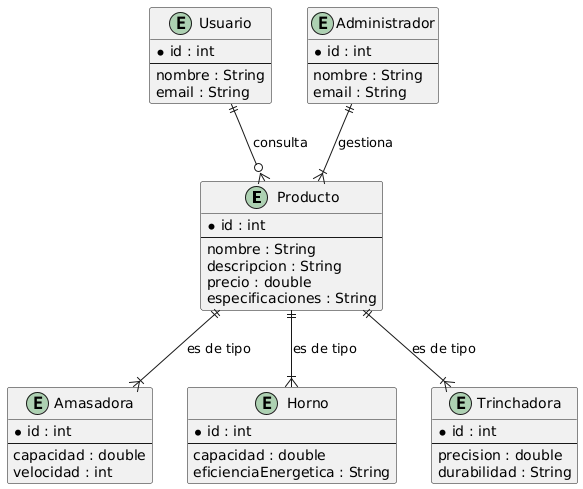 E Usuario
* id : int
nombre : String
email : String
E Administrador
* id : int
nombre : String
email : String
consulta
gestiona
E Producto
* id : int
nombre : String
descripcion : String
precio : double
especificaciones : String
es de tipo
es de tipo
es de tipo
E Amasadora
* id : int
capacidad : double
velocidad : int
E Horno
* id : int
capacidad : double
eficienciaEnergetica : String
E Trinchadora
* id : int
precision : double
durabilidad : String